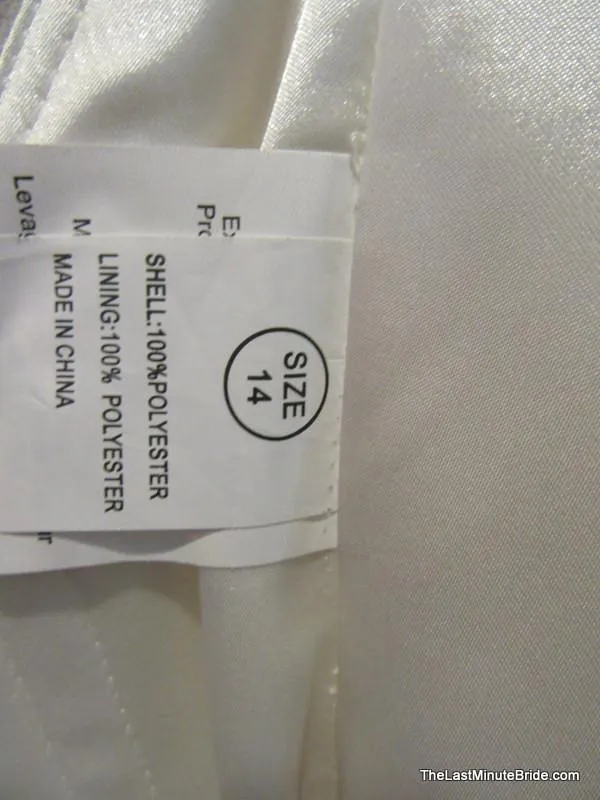 SIZE
14
SHELL:100%POLYESTER
LINING:100% POLYESTER
MADE IN CHINA
TheLastMinuteBride.com